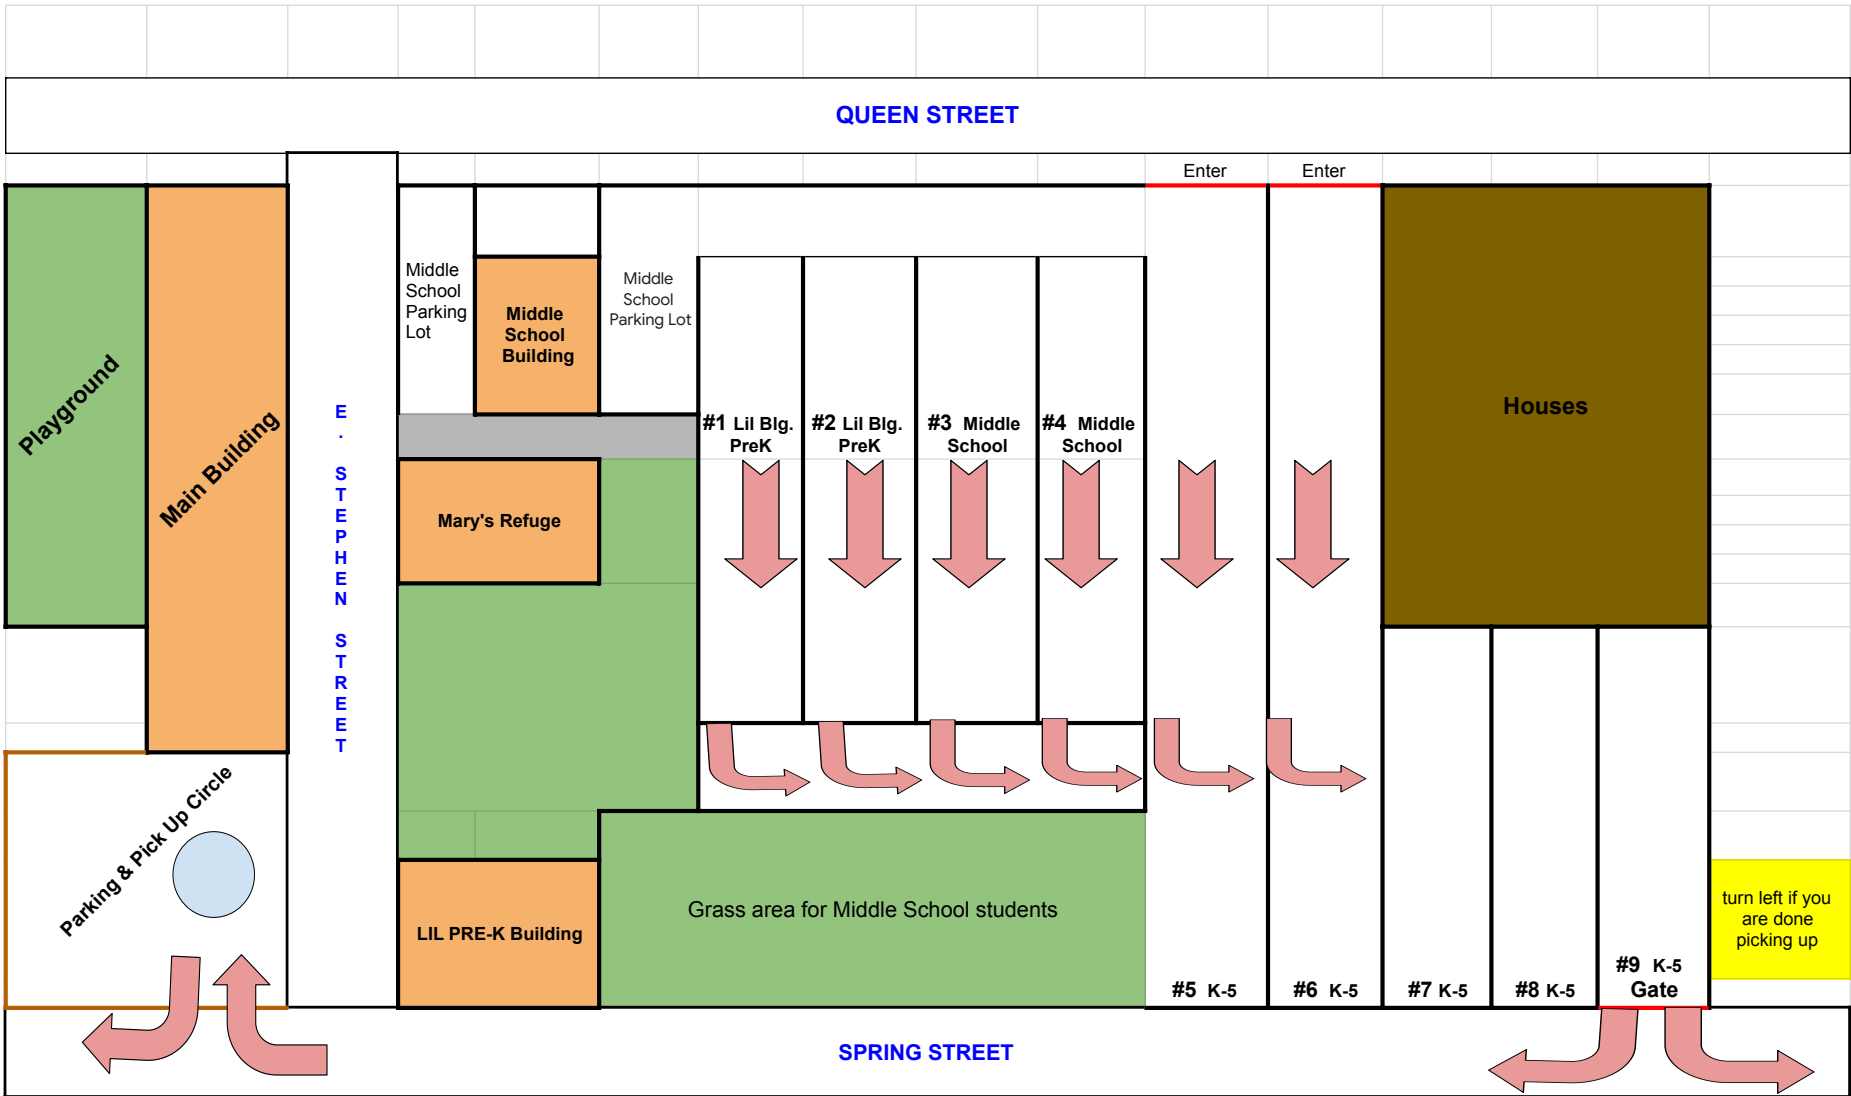 QUEEN STREET
Enter
Enter
Playground
Main Building
E. STEPHEN STREET
Middle
School
Parking
Lot
Middle
School
Building
Middle
School
Parking Lot
#1 Lil Blg.
PreK
#2 Lil Blg.
PreK
#3 Middle
School
#4 Middle
School
Houses
Mary's Refuge
Parking & Pick Up Circle
LIL PRE-K Building
Grass area for Middle School students
#5 K-5
#6 K-5
#7 K-5
#8 K-5
#9 K-5
Gate
turn left if you
are done
picking up
SPRING STREET